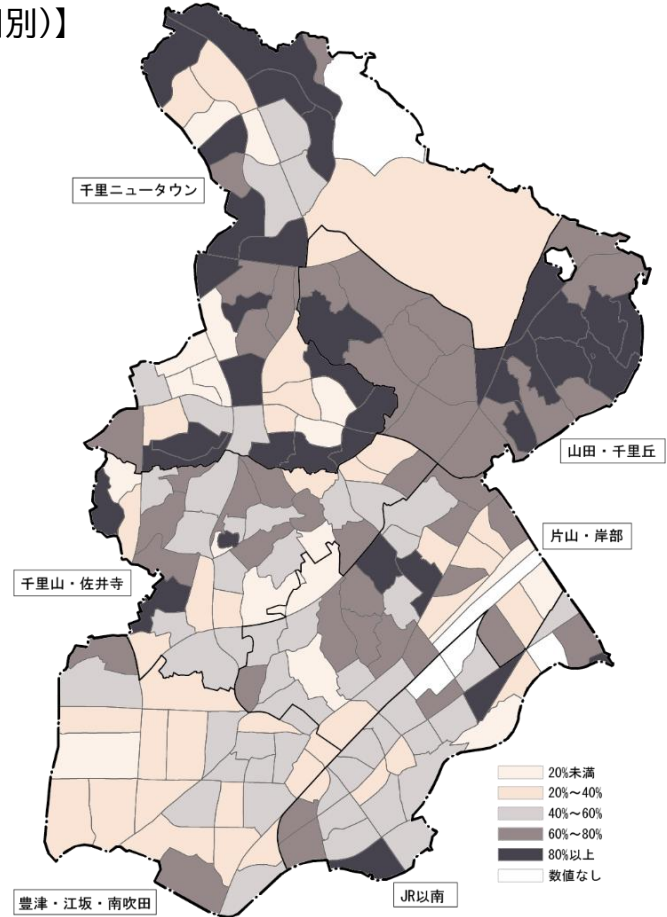 別)】
千里ニュータウン
山田・千里丘
片山・岸部
千里山・佐井寺
20%未満
20%～40%
40%～60%
60%～80%
80%以上
数値なし
豊津・江坂・南吹田
JR以南